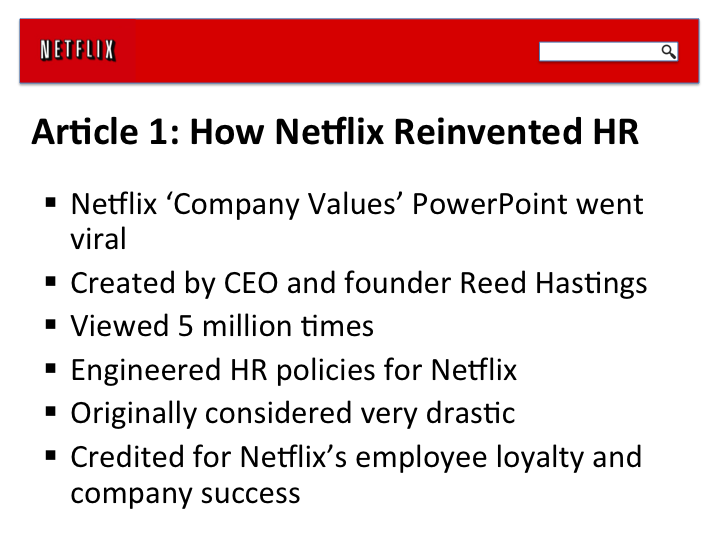 NETFLIX
Article 1: How Netflix Reinvented HR
▪ Netflix ‘Company Values’ PowerPoint went
viral
▪ Created by CEO and founder Reed Hastings
▪ Viewed 5 million times
▪ Engineered HR policies for Netflix
▪ Originally considered very drastic
▪ Credited for Netflix’s employee loyalty and
company success